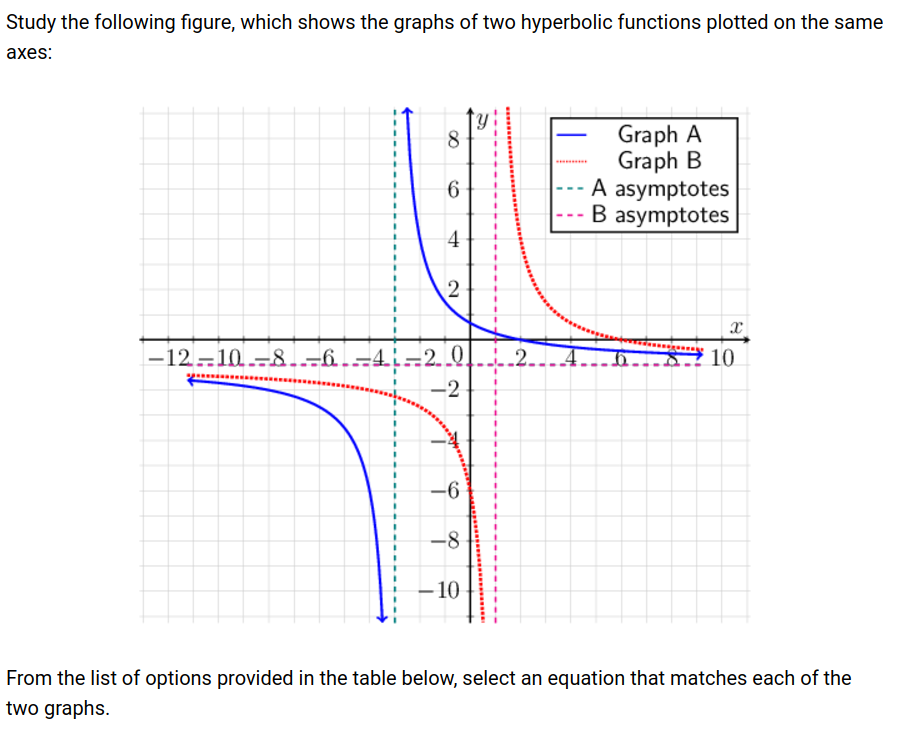 Study the following figure, which shows the graphs of two hyperbolic functions plotted on the same
axes:
y
8
6
4
2
0
−2
−4
−6
−8
−10
x
−12 −10 −8 −6 −4 −2 0 2 4 6 8 10
Graph A
Graph B
A asymptotes
B asymptotes
From the list of options provided in the table below, select an equation that matches each of the
two graphs.